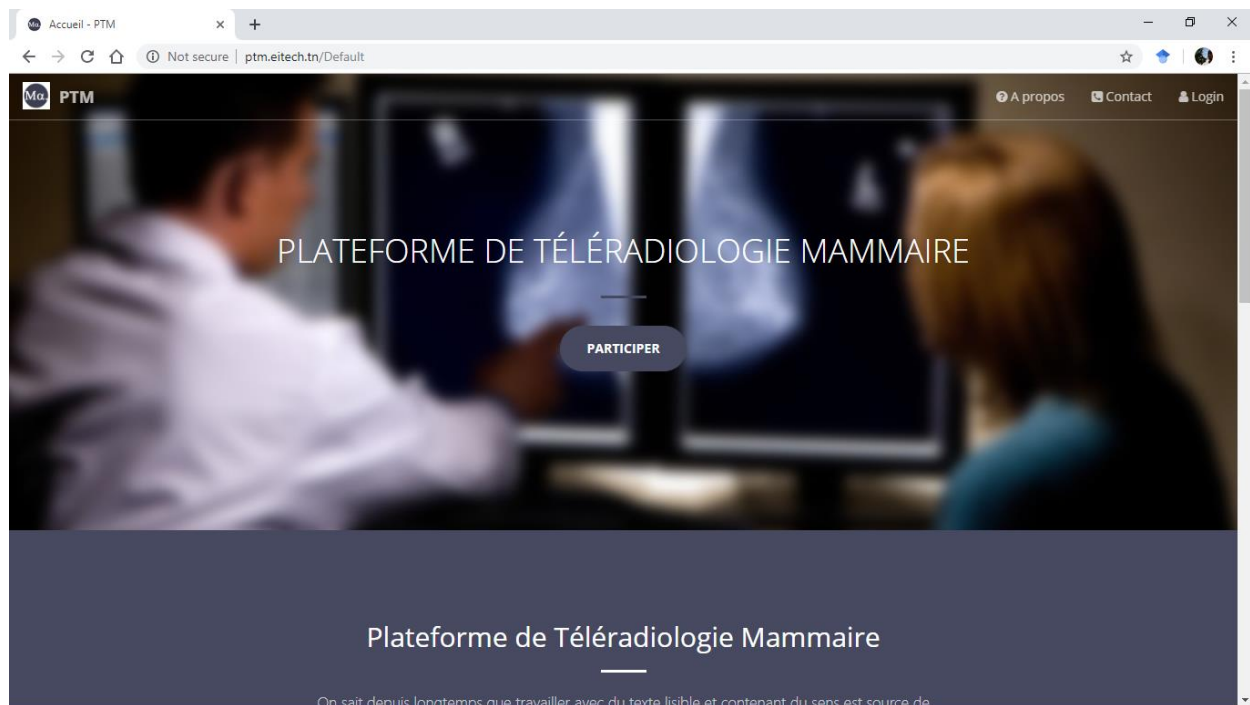 Accueil - PTM
Not secure | ptm.eitech.tn/Default
Mα PTM
A propos Contact Login
PLATEFORME DE TÉLÉRADIOLOGIE MAMMAIRE
PARTICIPER
Plateforme de Téléradiologie Mammaire
On sait depuis longtemps que travailler avec du texte lisible et contenant du sens est source de